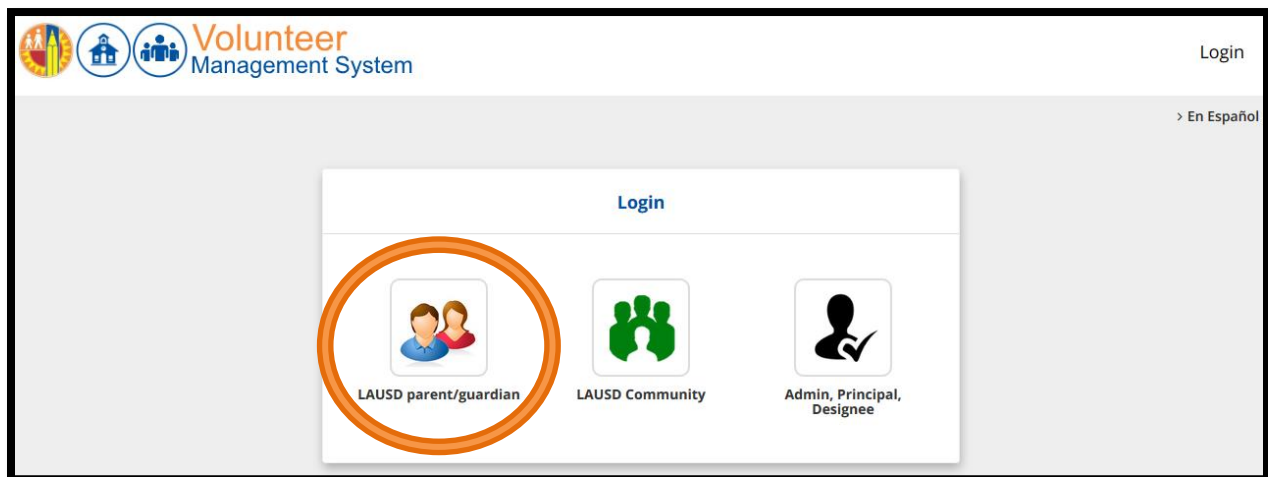 Volunteer
Management System
Login
> En Español
Login
LAUSD parent/guardian
LAUSD Community
Admin, Principal,
Designee